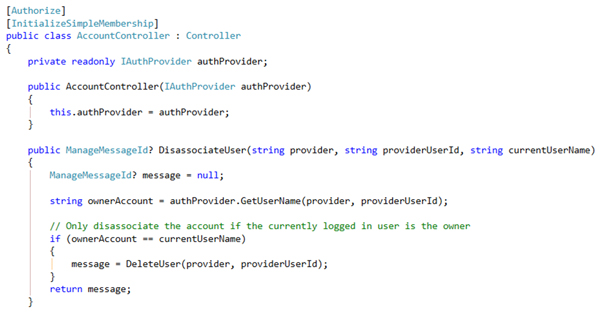 [Authorize]
[InitializeSimpleMembership]
public class AccountController : Controller
{
    private readonly IAuthProvider authProvider;
    public AccountController(IAuthProvider authProvider)
    {
        this.authProvider = authProvider;
    }
    public ManageMessageId? DisassociateUser(string provider, string providerUserId, string currentUserName)
    {
        ManageMessageId? message = null;
        string ownerAccount = authProvider.GetUserName(provider, providerUserId);
        // Only disassociate the account if the currently logged in user is the owner
        if (ownerAccount == currentUserName)
        {
            message = DeleteUser(provider, providerUserId);
        }
        return message;
    }